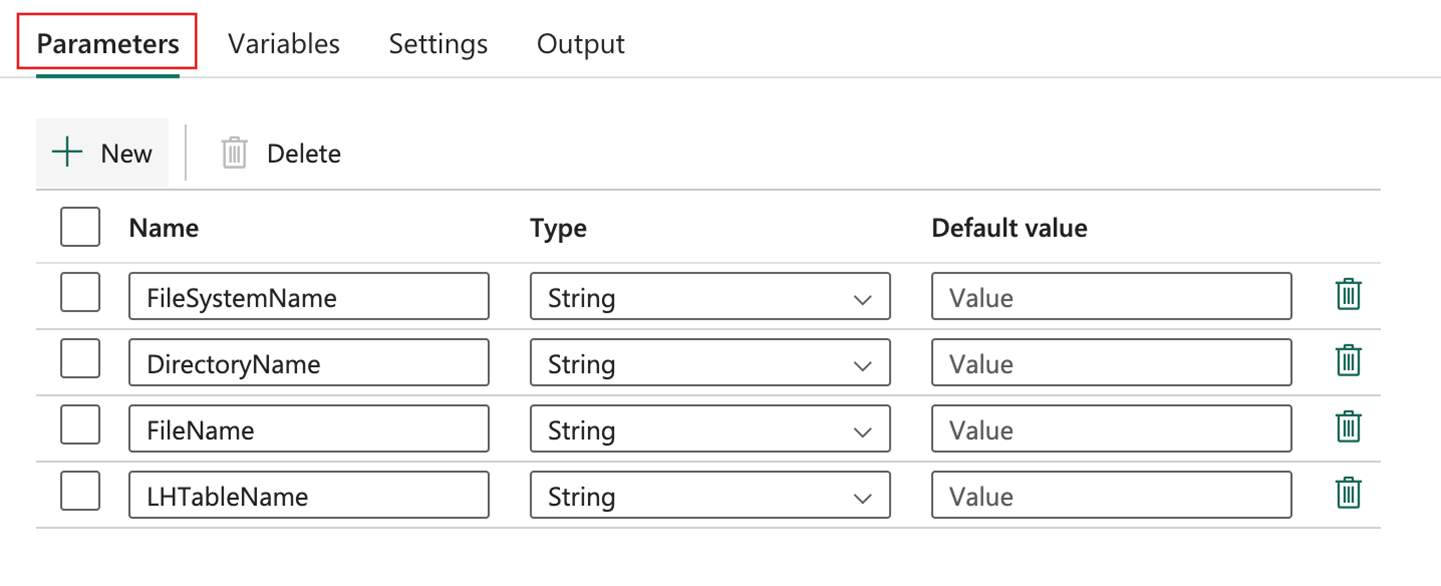 Parameters Variables Settings Output
New Delete
Name Type Default value
FileSystemName String Value
DirectoryName String Value
FileName String Value
LHTableName String Value